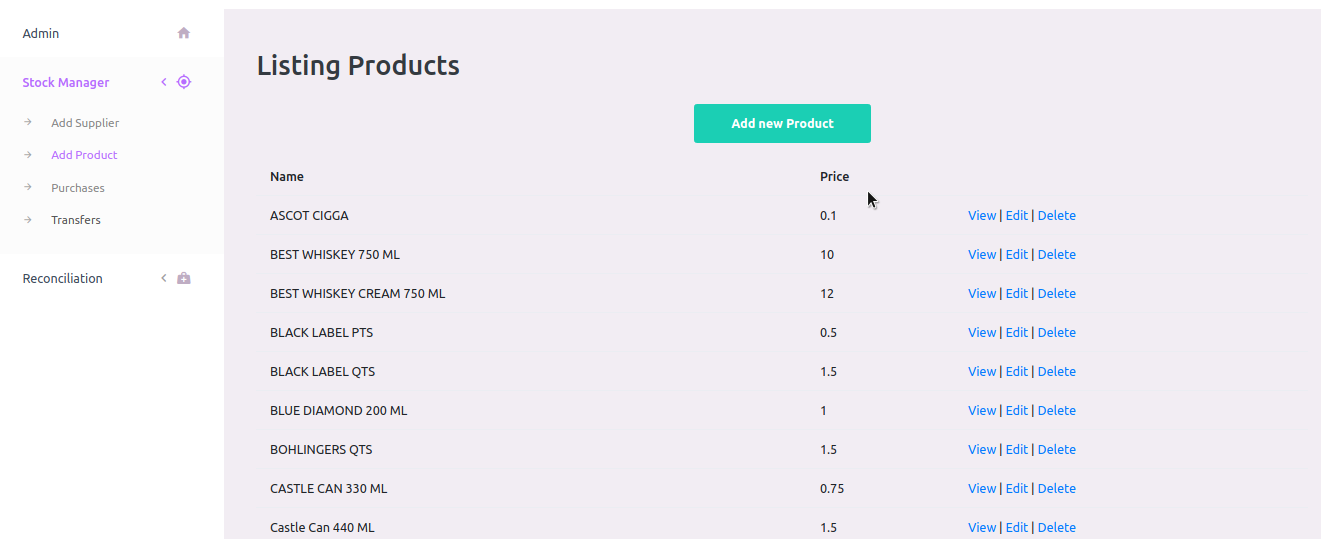 Admin
Stock Manager
Add Supplier
Add Product
Purchases
Transfers
Reconciliation
Listing Products
Add new Product
Name Price
ASCOT CIGGA 0.1 View | Edit | Delete
BEST WHISKEY 750 ML 10 View | Edit | Delete
BEST WHISKEY CREAM 750 ML 12 View | Edit | Delete
BLACK LABEL PTS 0.5 View | Edit | Delete
BLACK LABEL QTS 1.5 View | Edit | Delete
BLUE DIAMOND 200 ML 1 View | Edit | Delete
BOHLINGERS QTS 1.5 View | Edit | Delete
CASTLE CAN 330 ML 0.75 View | Edit | Delete
Castle Can 440 ML 1.5 View | Edit | Delete